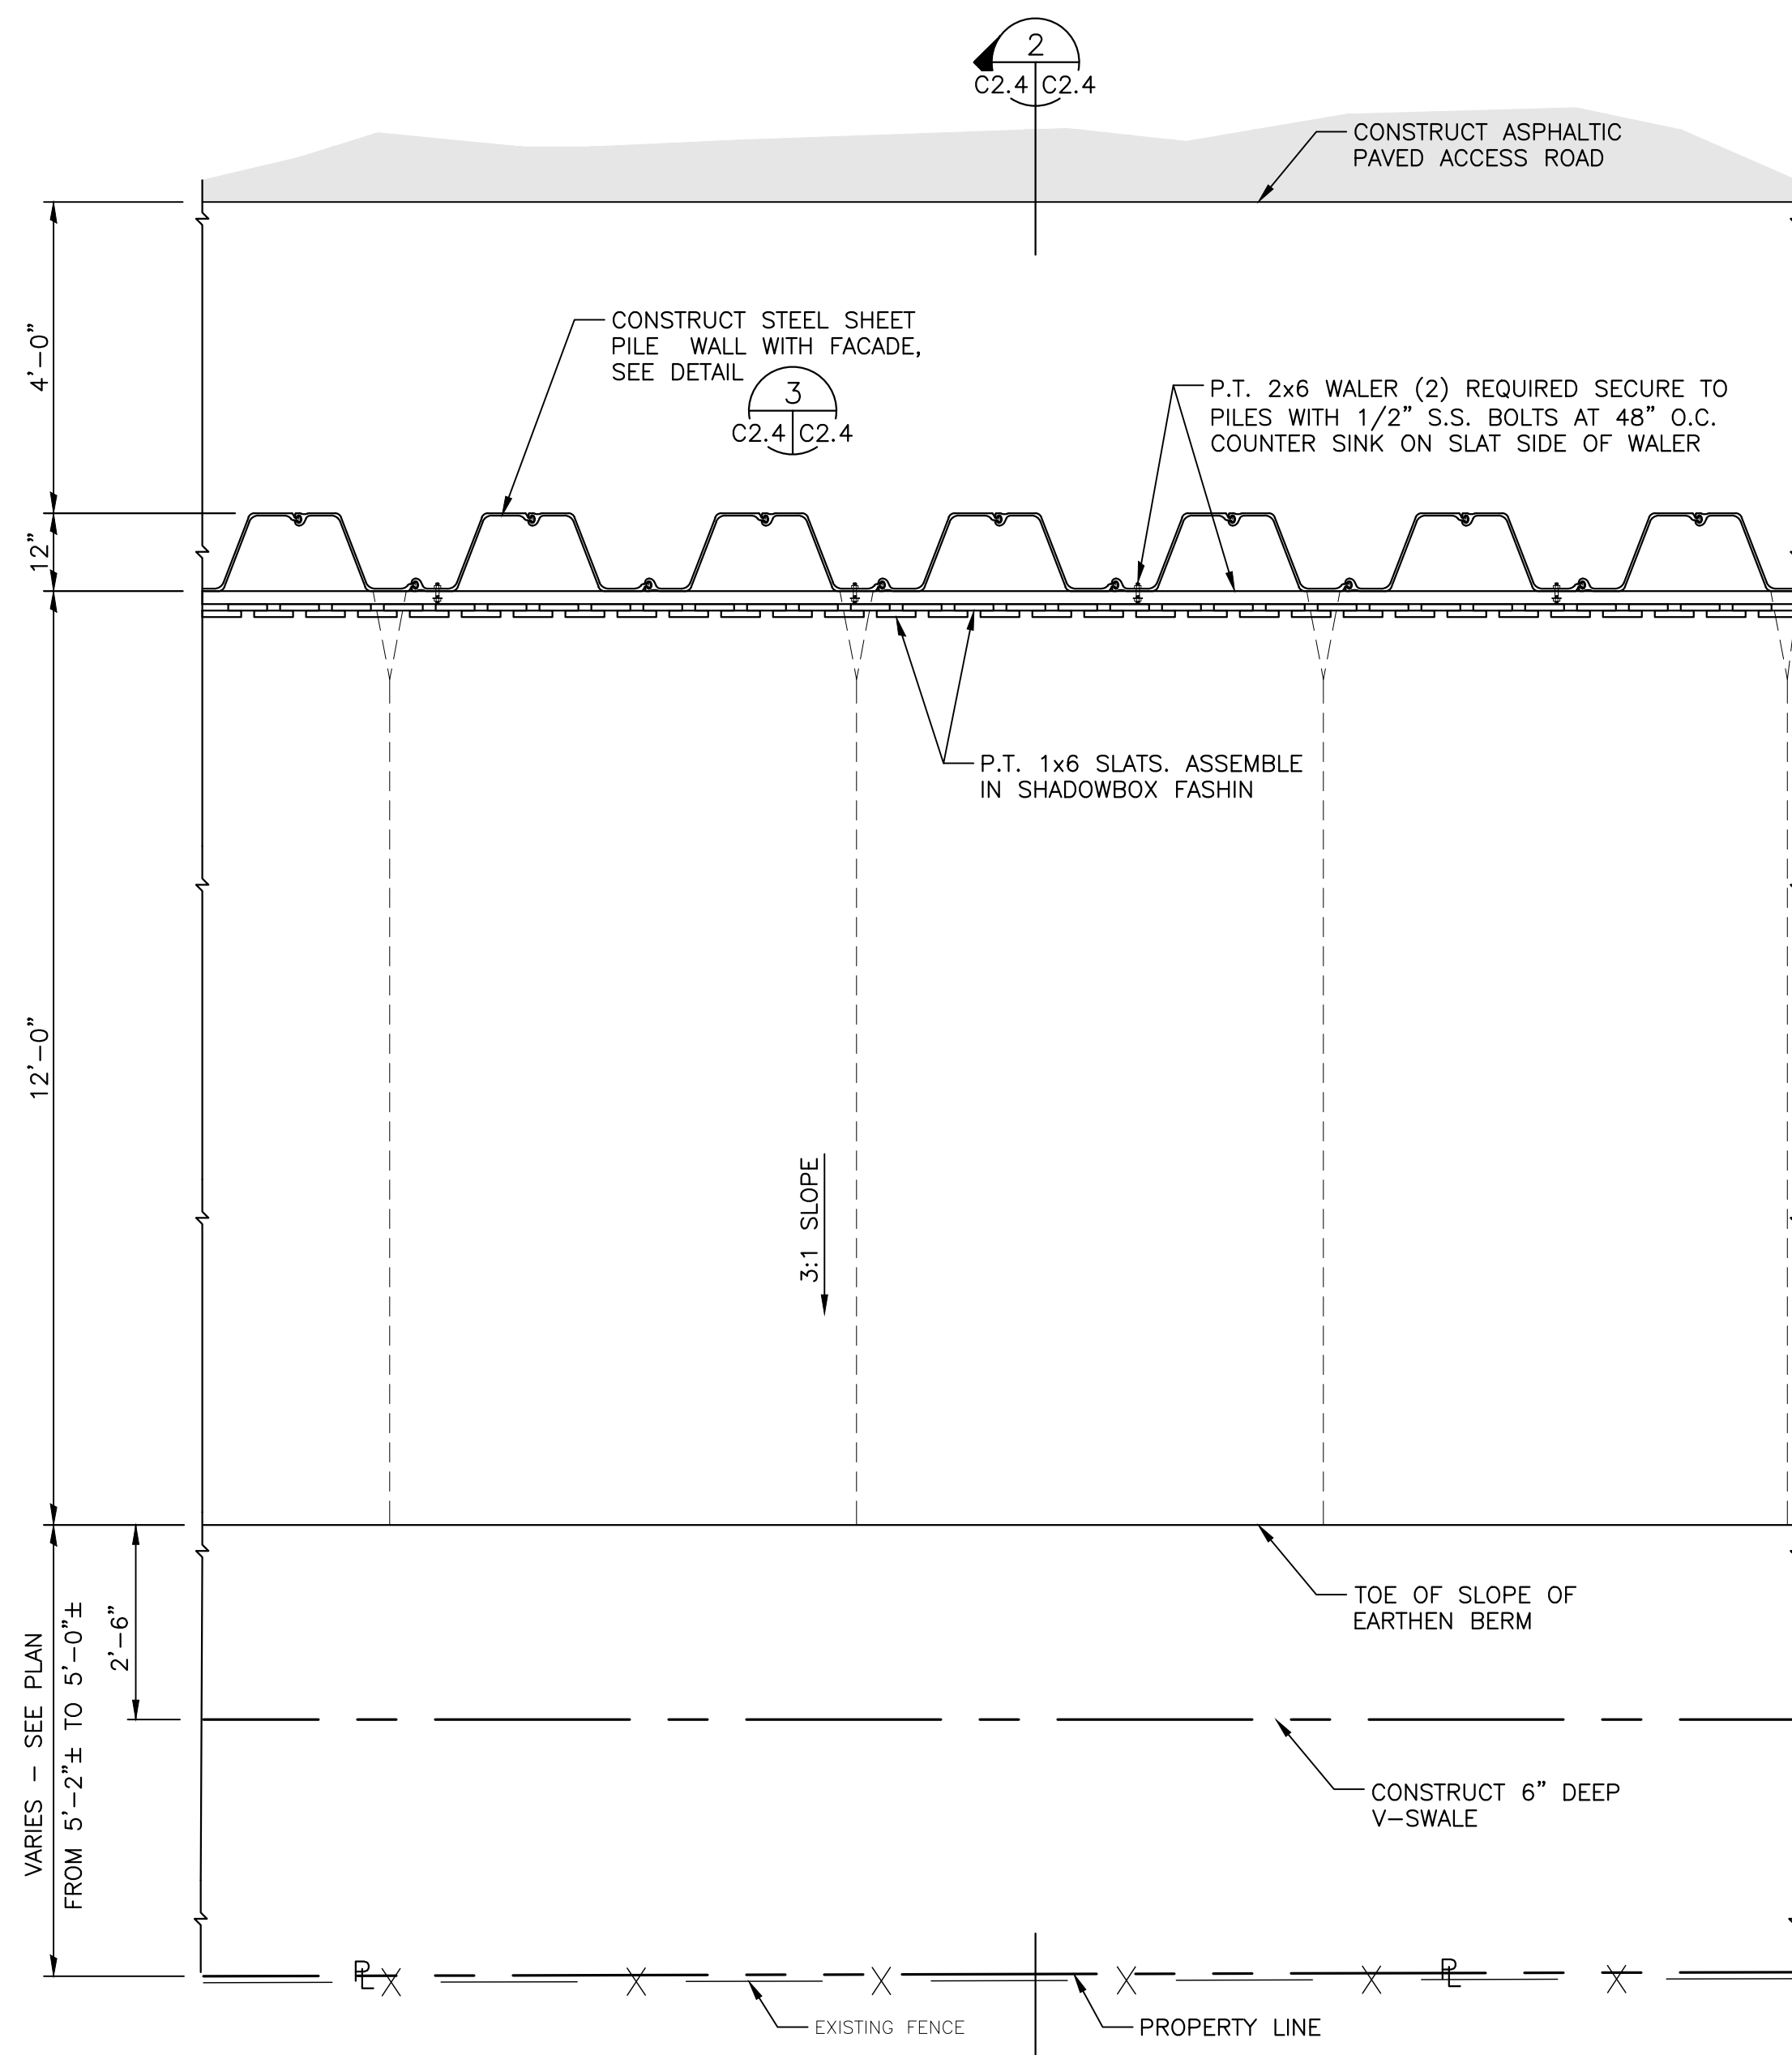 2
C2.4 C2.4
CONSTRUCT ASPHALTIC
PAVED ACCESS ROAD
4'-0"
CONSTRUCT STEEL SHEET
PILE WALL WITH FACADE,
SEE DETAIL
3
C2.4 C2.4
P.T. 2x6 WALER (2) REQUIRED SECURE TO
PILES WITH 1/2" S.S. BOLTS AT 48" O.C.
COUNTER SINK ON SLAT SIDE OF WALER
12"
P.T. 1x6 SLATS. ASSEMBLE
IN SHADOWBOX FASHIN
12'-0"
3:1 SLOPE
TOE OF SLOPE OF
EARTHEN BERM
2'-6"
VARIES - SEE PLAN
FROM 5'-2"± TO 5'-0"±
CONSTRUCT 6" DEEP
V-SWALE
PL
PL
EXISTING FENCE
PROPERTY LINE